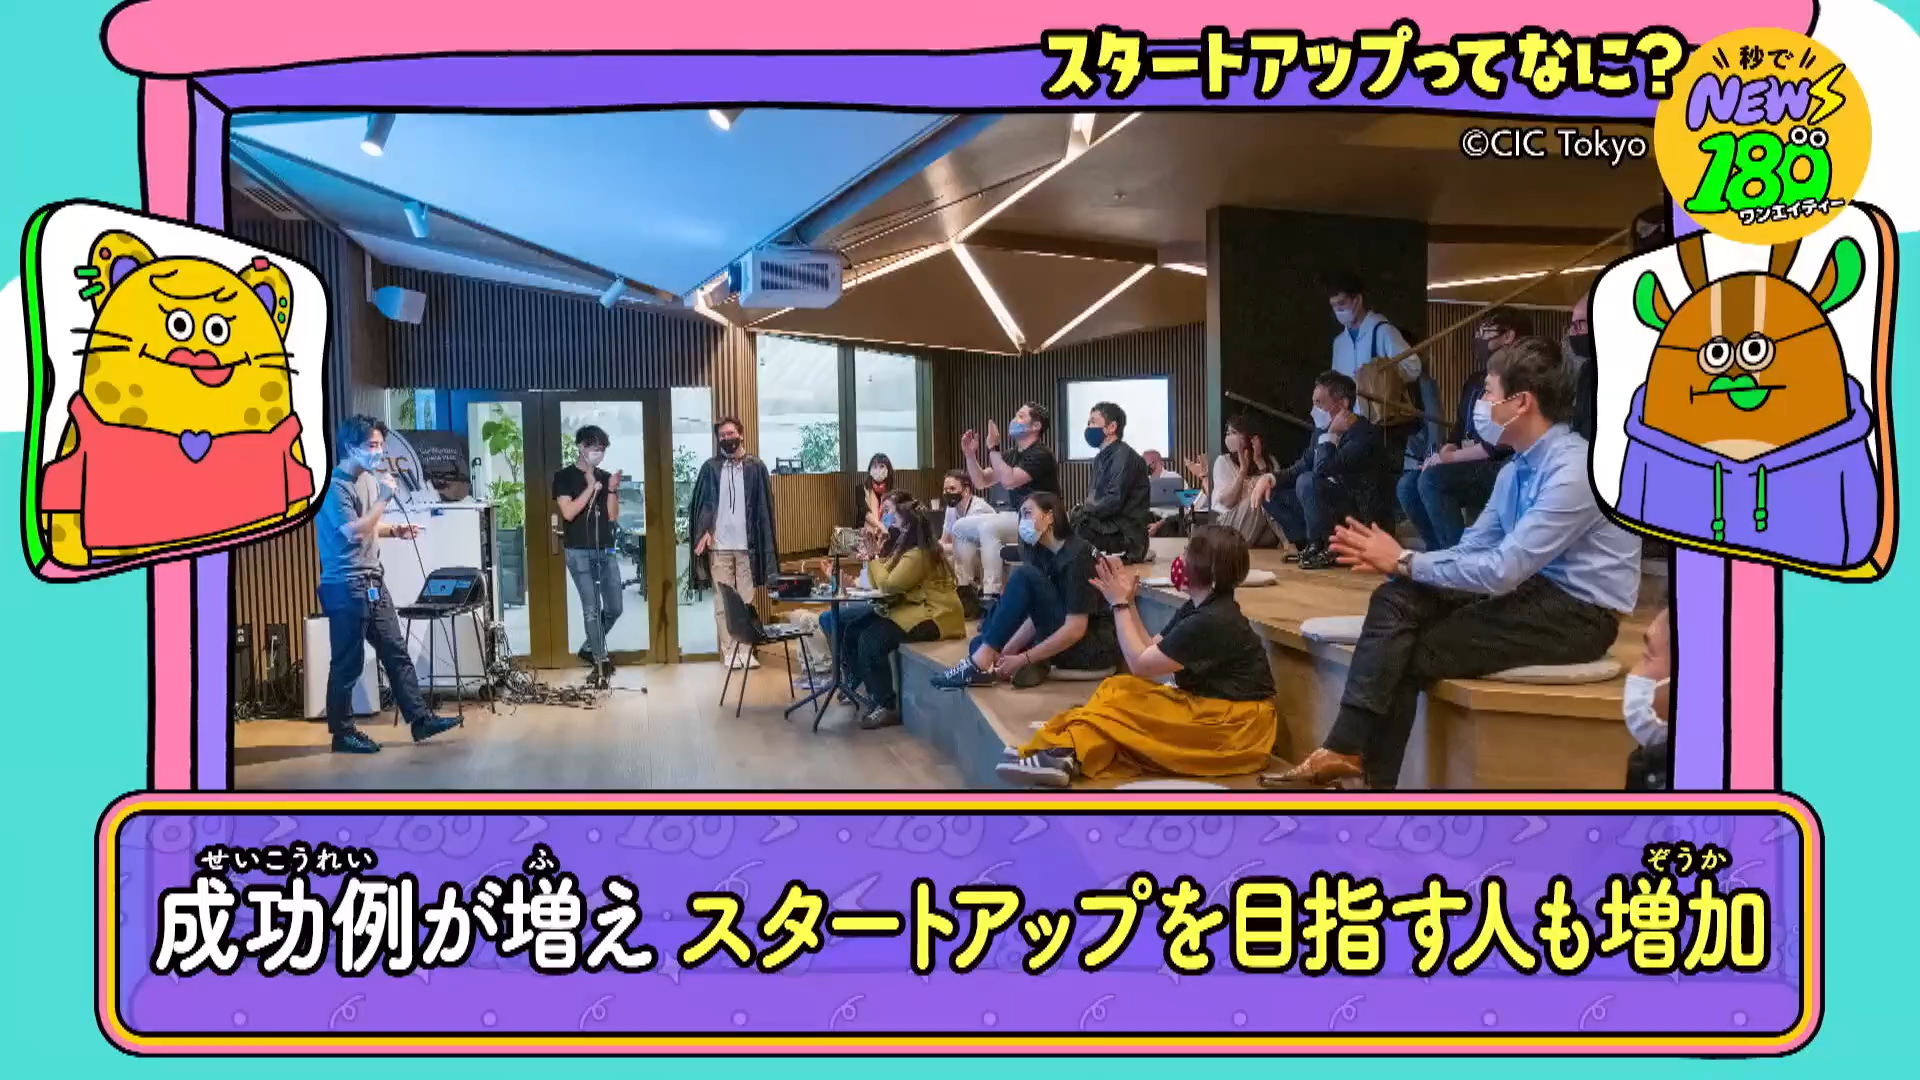 スタートアップってなに？
秒で
NEWS
180
ワンエイティー
©CIC Tokyo
せいこうれい ふ ぞうか
成功例が増え スタートアップを目指す人も増加